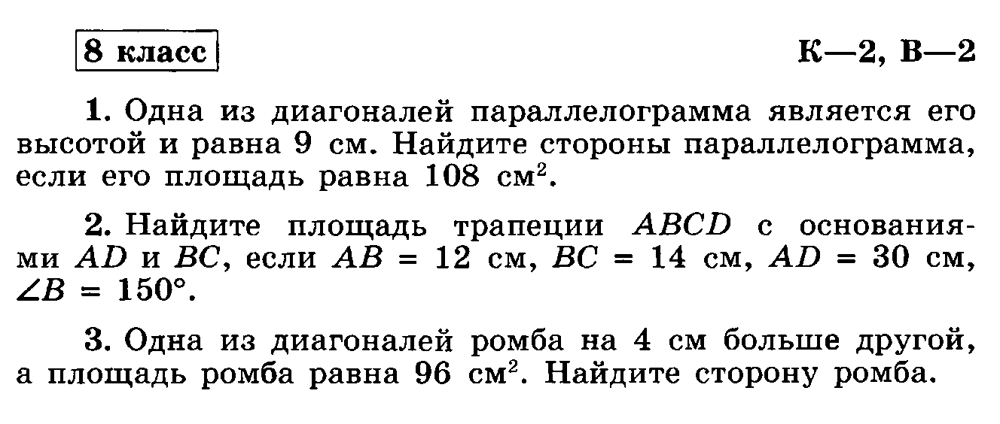 8 класс
К—2, В—2
1. Одна из диагоналей параллелограмма является его
высотой и равна 9 см. Найдите стороны параллелограмма,
если его площадь равна 108 см².
2. Найдите площадь трапеции ABCD с основания-
ми AD и BC, если AB = 12 см, BC = 14 см, AD = 30 см,
∠B = 150°.
3. Одна из диагоналей ромба на 4 см больше другой,
а площадь ромба равна 96 см². Найдите сторону ромба.